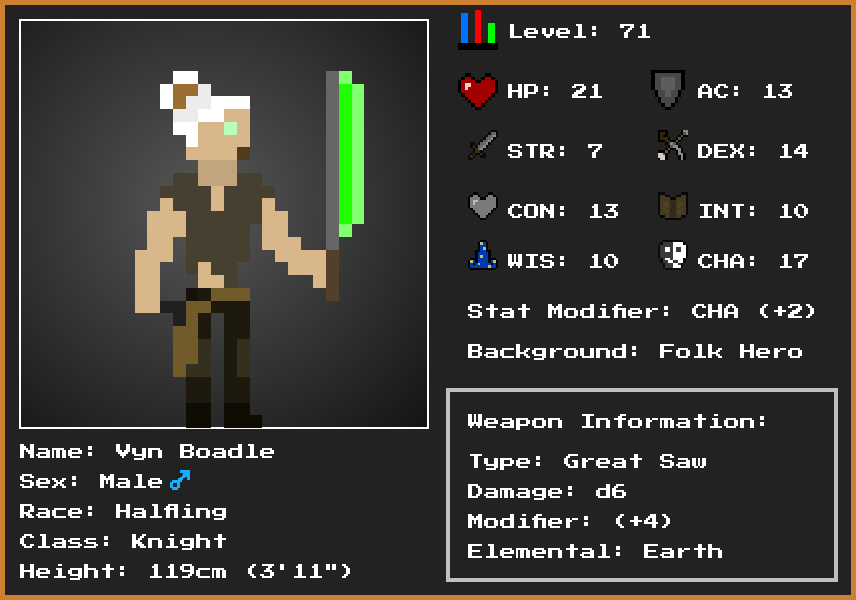 Level: 71
HP: 21 AC: 13
STR: 7 DEX: 14
CON: 13 INT: 10
WIS: 10 CHA: 17
Stat Modifier: CHA (+2)
Background: Folk Hero
Weapon Information:
Type: Great Saw
Damage: d6
Modifier: (+4)
Elemental: Earth
Name: Vyn Boadle
Sex: Male ♂
Race: Halfling
Class: Knight
Height: 119cm (3'11")